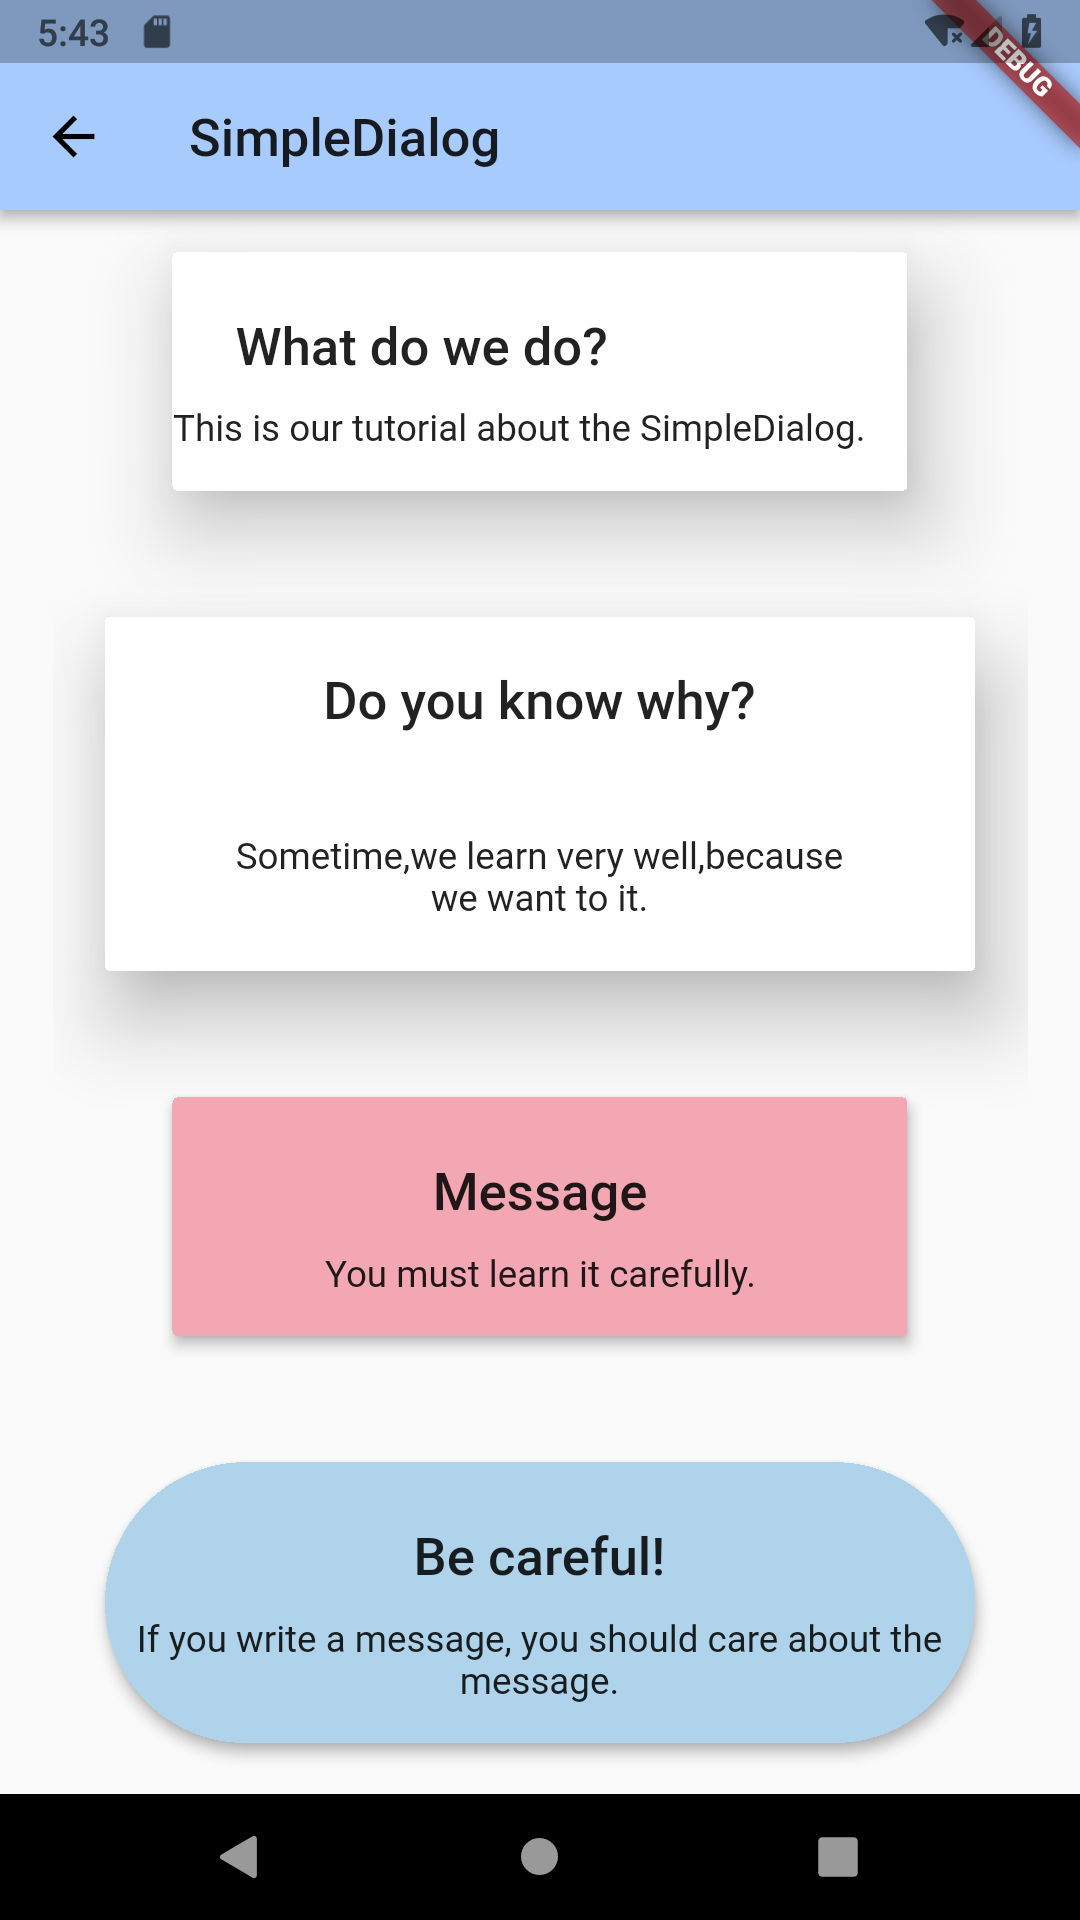 5:43
DEBUG
SimpleDialog
What do we do?
This is our tutorial about the SimpleDialog.
Do you know why?
Sometime,we learn very well,because
we want to it.
Message
You must learn it carefully.
Be careful!
If you write a message, you should care about the
message.